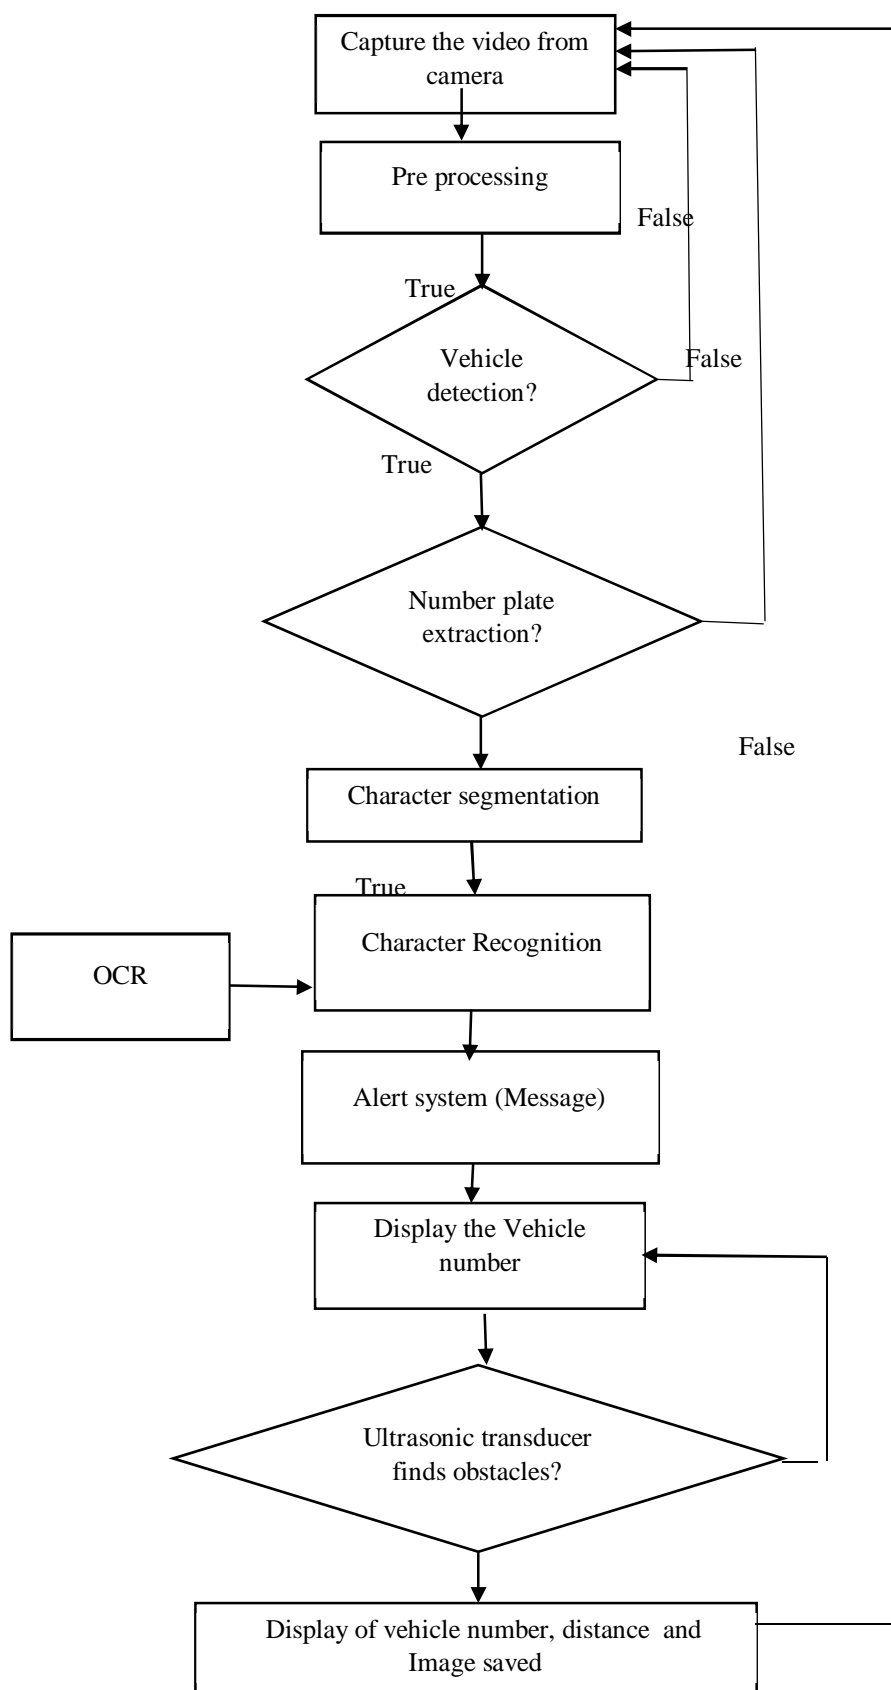 Capture the video from
camera
Pre processing
False
True
Vehicle
detection?
False
True
Number plate
extraction?
False
Character segmentation
True
Character Recognition
OCR
Alert system (Message)
Display the Vehicle
number
Ultrasonic transducer
finds obstacles?
Display of vehicle number, distance and
Image saved